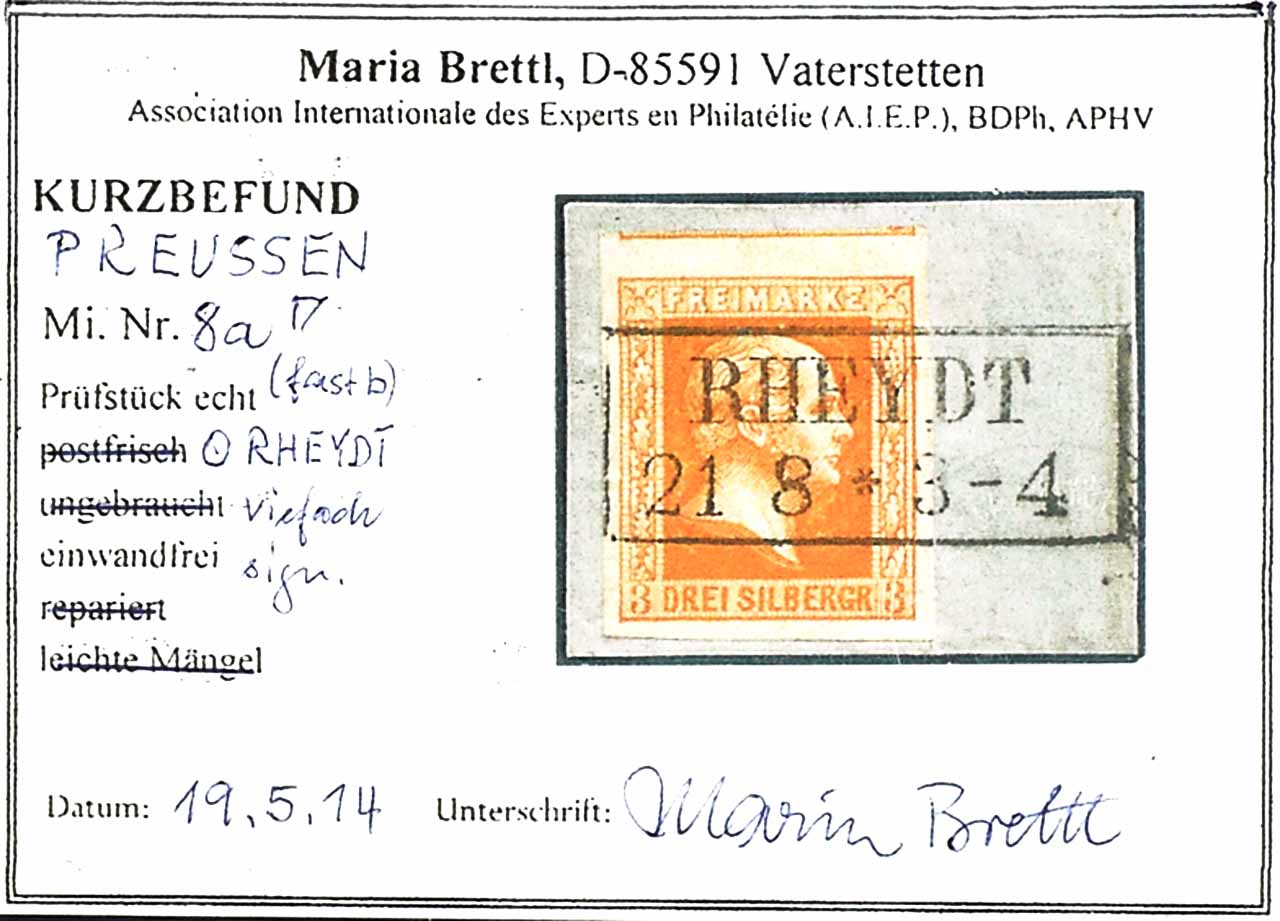 Maria Brettl, D-85591 Vaterstetten
Association Internationale des Experts en Philatélie (A.I.E.P.), BDPh, APHV
KURZBEFUND
PREUSSEN
Mi. Nr. 8a
Prüfstück echt (fast b)
postfrisch RHEYDT
ungebraucht vielfach
einwandfrei sign.
repariert
leichte Mängel
FREIMARKE
RHEYDT
21 8 * 3-4
3 DREI SILBERGR 3
Datum: 19.5.14 Unterschrift: Maria Brettl